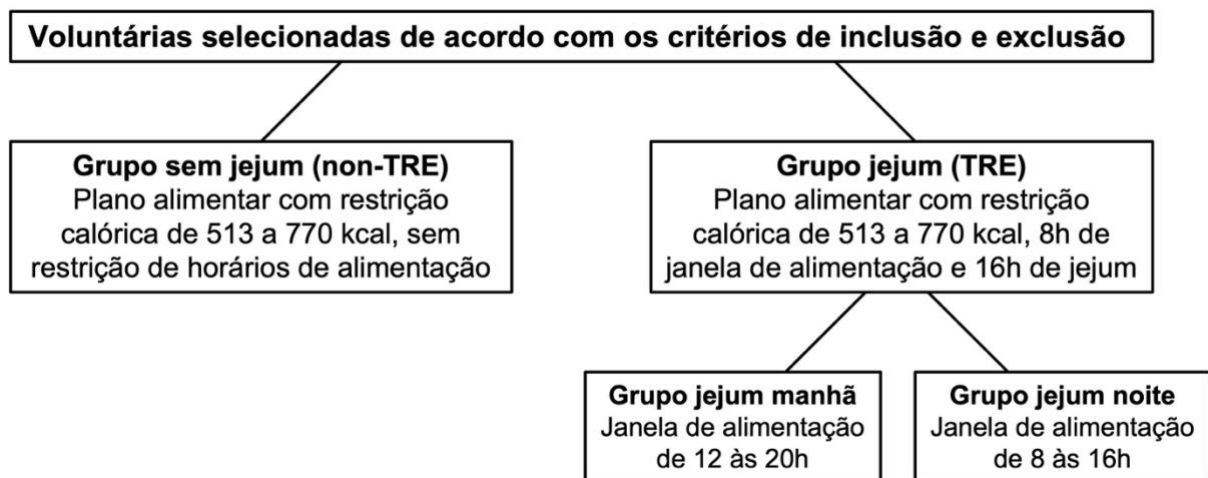 Voluntárias selecionadas de acordo com os critérios de inclusão e exclusão
Grupo sem jejum (non-TRE)
Plano alimentar com restrição
calórica de 513 a 770 kcal, sem
restrição de horários de alimentação
Grupo jejum (TRE)
Plano alimentar com restrição
calórica de 513 a 770 kcal, 8h de
janela de alimentação e 16h de jejum
Grupo jejum manhã
Janela de alimentação
de 12 às 20h
Grupo jejum noite
Janela de alimentação
de 8 às 16h